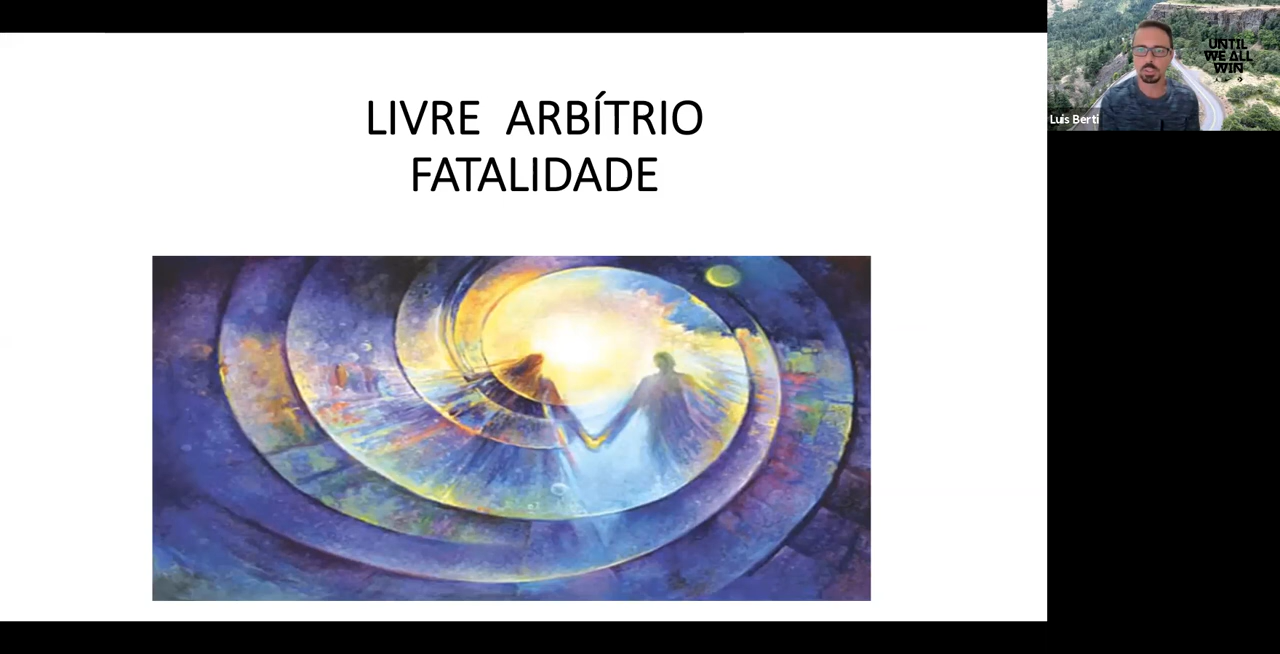 LIVRE ARBÍTRIO
FATALIDADE
UNTIL
WE ALL
WIN
Luis Berti